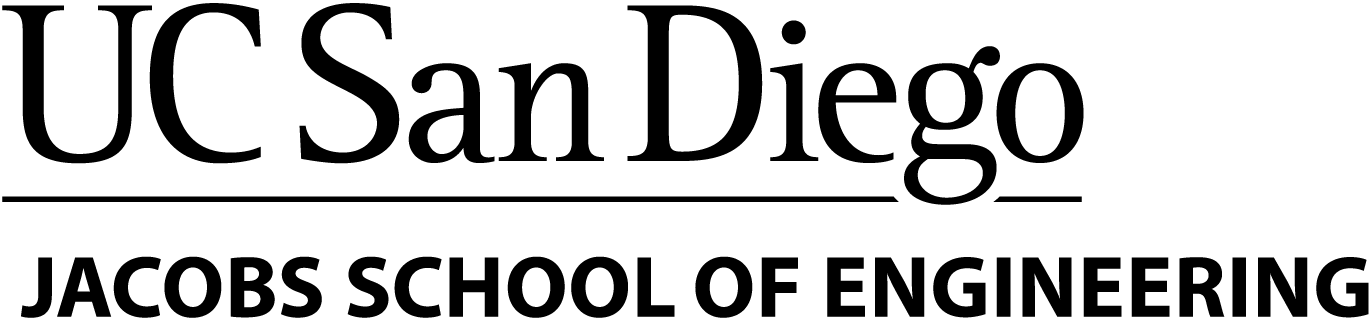 UC San Diego
JACOBS SCHOOL OF ENGINEERING